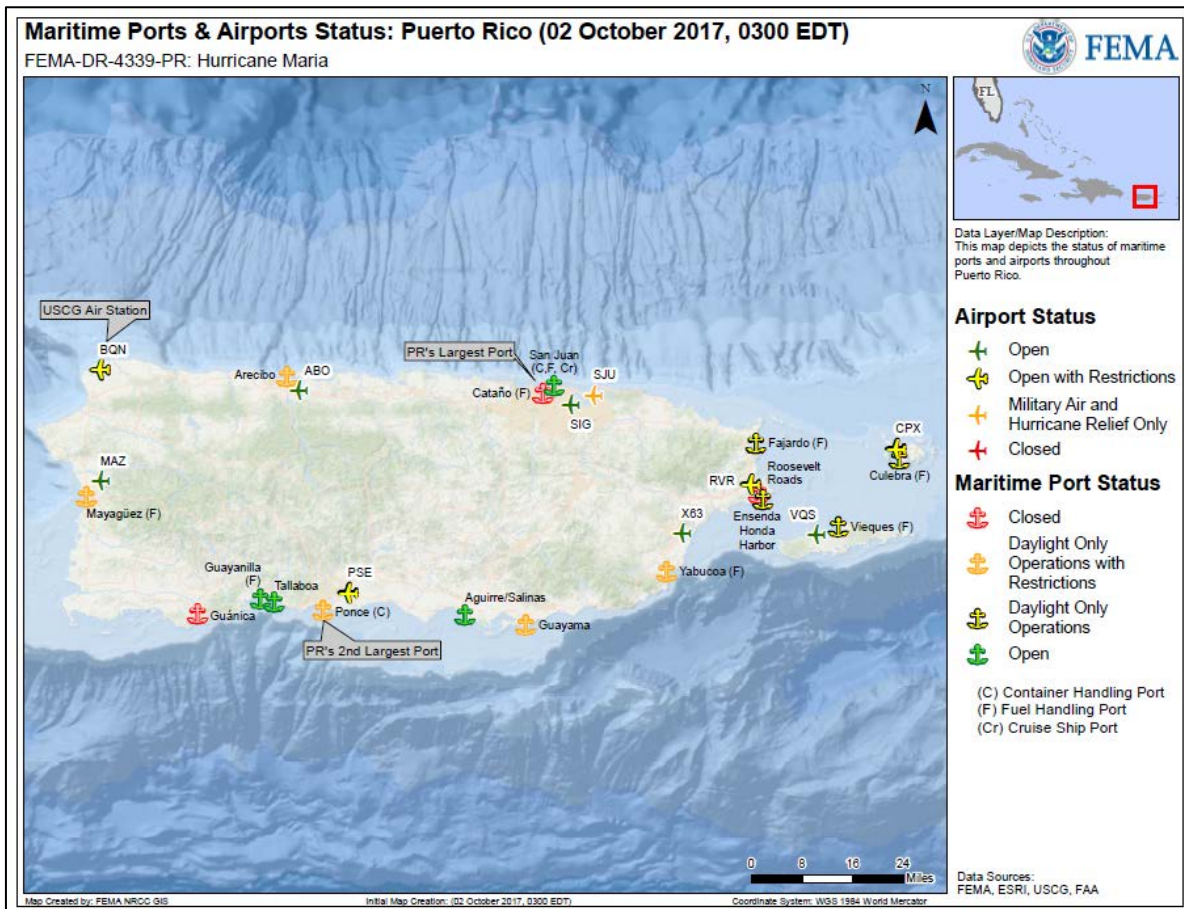 Maritime Ports & Airports Status: Puerto Rico (02 October 2017, 0300 EDT)
FEMA-DR-4339-PR: Hurricane Maria
FEMA
N
FL
Data Layer/Map Description:
This map depicts the status of maritime
ports and airports throughout
Puerto Rico.
USCG Air Station
BQN
Arecibo
ABO
PR's Largest Port
San Juan
(C,F, Cr)
Cataño (F)
SJU
SIG
MAZ
Mayagüez (F)
Fajardo (F)
CPX
Culebra (F)
RVR
Roosevelt
Roads
Ensenda
Honda
Harbor
VQS
Vieques (F)
X63
Yabucoa (F)
Guayanilla
(F)
Tallaboa
PSE
Guánica
Ponce (C)
PR's 2nd Largest Port
Aguirre/Salinas
Guayama
Airport Status
Open
Open with Restrictions
Military Air and
Hurricane Relief Only
Closed
Maritime Port Status
Closed
Daylight Only
Operations with
Restrictions
Daylight Only
Operations
Open
(C) Container Handling Port
(F) Fuel Handling Port
(Cr) Cruise Ship Port
0 8 16 24
Miles
Data Sources:
FEMA, ESRI, USCG, FAA
Map Created by: FEMA NRCC GIS
Initial Map Creation: (02 October 2017, 0300 EDT)
Coordinate System: WGS 1984 World Mercator